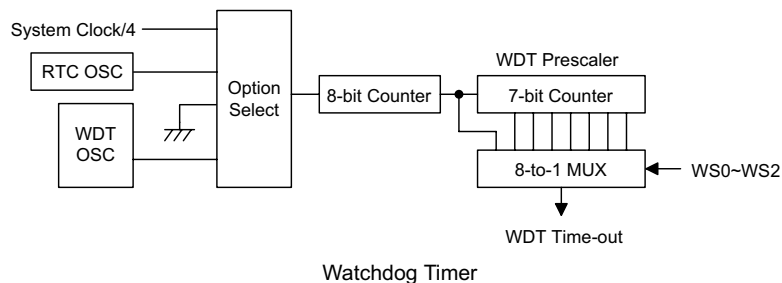 System Clock/4
RTC OSC
WDT
OSC
Option
Select
8-bit Counter
WDT Prescaler
7-bit Counter
8-to-1 MUX
WS0~WS2
WDT Time-out
Watchdog Timer